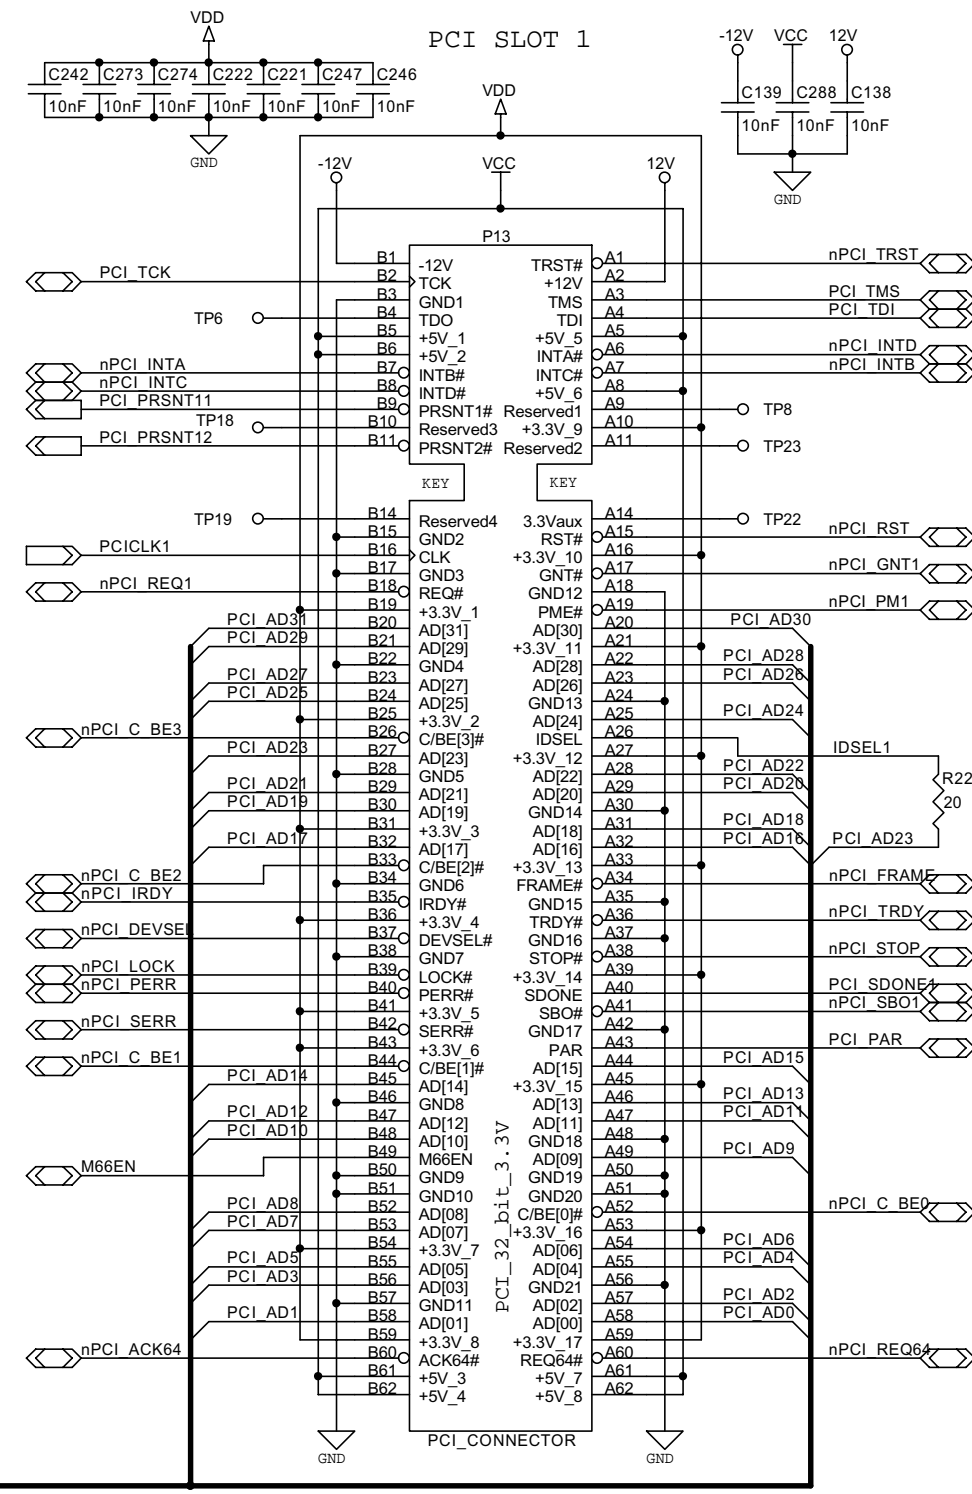 VDD
PCI SLOT 1
-12V VCC 12V
C242 C273 C274 C222 C221 C247 C246
10nF 10nF 10nF 10nF 10nF 10nF 10nF
GND
C139 C288 C138
10nF 10nF 10nF
GND
VDD
-12V VCC 12V
P13
B1 -12V TRST# A1 nPCI_TRST
PCI_TCK B2 TCK +12V A2
B3 GND1 TMS A3 PCI_TMS
TP6 B4 TDO TDI A4 PCI_TDI
B5 +5V_1 +5V_5 A5
B6 +5V_2 INTA# A6 nPCI_INTD
nPCI_INTA B7 INTB# INTC# A7 nPCI_INTB
nPCI_INTC B8 INTD# +5V_6 A8
PCI_PRSNT11 B9 PRSNT1# Reserved1 A9 TP8
TP18 B10 Reserved3 +3.3V_9 A10
PCI_PRSNT12 B11 PRSNT2# Reserved2 A11 TP23
KEY KEY
TP19 B14 Reserved4 3.3Vaux A14 TP22
B15 GND2 RST# A15 nPCI_RST
PCICLK1 B16 CLK +3.3V_10 A16
B17 GND3 GNT# A17 nPCI_GNT1
nPCI_REQ1 B18 REQ# GND12 A18
B19 +3.3V_1 PME# A19 nPCI_PM1
PCI_AD31 B20 AD[31] AD[30] A20 PCI_AD30
PCI_AD29 B21 AD[29] +3.3V_11 A21
B22 GND4 AD[28] A22 PCI_AD28
PCI_AD27 B23 AD[27] AD[26] A23 PCI_AD26
PCI_AD25 B24 AD[25] GND13 A24
B25 +3.3V_2 AD[24] A25 PCI_AD24
nPCI_C_BE3 B26 C/BE[3]# IDSEL A26 IDSEL1
PCI_AD23 B27 AD[23] +3.3V_12 A27
B28 GND5 AD[22] A28 PCI_AD22
PCI_AD21 B29 AD[21] AD[20] A29 PCI_AD20
R22
20
PCI_AD19 B30 AD[19] GND14 A30
B31 +3.3V_3 AD[18] A31 PCI_AD18
PCI_AD17 B32 AD[17] AD[16] A32 PCI_AD16 PCI_AD23
nPCI_C_BE2 B33 C/BE[2]# +3.3V_13 A33
B34 GND6 FRAME# A34 nPCI_FRAME
nPCI_IRDY B35 IRDY# GND15 A35
B36 +3.3V_4 TRDY# A36 nPCI_TRDY
nPCI_DEVSEL B37 DEVSEL# GND16 A37
B38 GND7 STOP# A38 nPCI_STOP
nPCI_LOCK B39 LOCK# +3.3V_14 A39
nPCI_PERR B40 PERR# SDONE A40 PCI_SDONE1
B41 +3.3V_5 SBO# A41 nPCI_SBO1
nPCI_SERR B42 SERR# GND17 A42
B43 +3.3V_6 PAR A43 PCI_PAR
nPCI_C_BE1 B44 C/BE[1]# AD[15] A44 PCI_AD15
PCI_AD14 B45 AD[14] +3.3V_15 A45
B46 GND8 AD[13] A46 PCI_AD13
PCI_AD12 B47 AD[12] AD[11] A47 PCI_AD11
PCI_AD10 B48 AD[10] GND18 A48
M66EN B49 M66EN AD[09] A49 PCI_AD9
B50 GND9 GND19 A50
B51 GND10 GND20 A51
PCI_AD8 B52 AD[08] C/BE[0]# A52 nPCI_C_BE0
PCI_AD7 B53 AD[07] +3.3V_16 A53
B54 +3.3V_7 AD[06] A54 PCI_AD6
PCI_AD5 B55 AD[05] AD[04] A55 PCI_AD4
PCI_AD3 B56 AD[03] GND21 A56
B57 GND11 AD[02] A57 PCI_AD2
PCI_AD1 B58 AD[01] AD[00] A58 PCI_AD0
B59 +3.3V_8 +3.3V_17 A59
nPCI_ACK64 B60 ACK64# REQ64# A60 nPCI_REQ64
B61 +5V_3 +5V_7 A61
B62 +5V_4 +5V_8 A62
PCI_32_bit_3.3V
PCI_CONNECTOR
GND GND